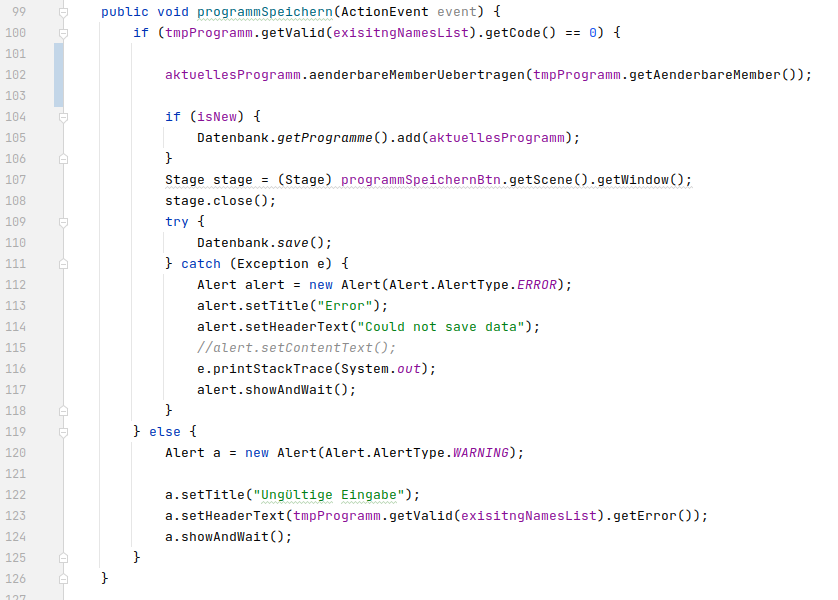 99 public void programmSpeichern(ActionEvent event) {
100 if (tmpProgramm.getValid(exisitngNamesList).getCode() == 0) {
101
102 aktuellesProgramm.aenderbareMemberUebertragen(tmpProgramm.getAenderbareMember());
103
104 if (isNew) {
105 Datenbank.getProgramme().add(aktuellesProgramm);
106 }
107 Stage stage = (Stage) programmSpeichernBtn.getScene().getWindow();
108 stage.close();
109 try {
110 Datenbank.save();
111 } catch (Exception e) {
112 Alert alert = new Alert(Alert.AlertType.ERROR);
113 alert.setTitle("Error");
114 alert.setHeaderText("Could not save data");
115 //alert.setContentText();
116 e.printStackTrace(System.out);
117 alert.showAndWait();
118 }
119 } else {
120 Alert a = new Alert(Alert.AlertType.WARNING);
121
122 a.setTitle("UngÜltige Eingabe");
123 a.setHeaderText(tmpProgramm.getValid(exisitngNamesList).getError());
124 a.showAndWait();
125 }
126 }
127